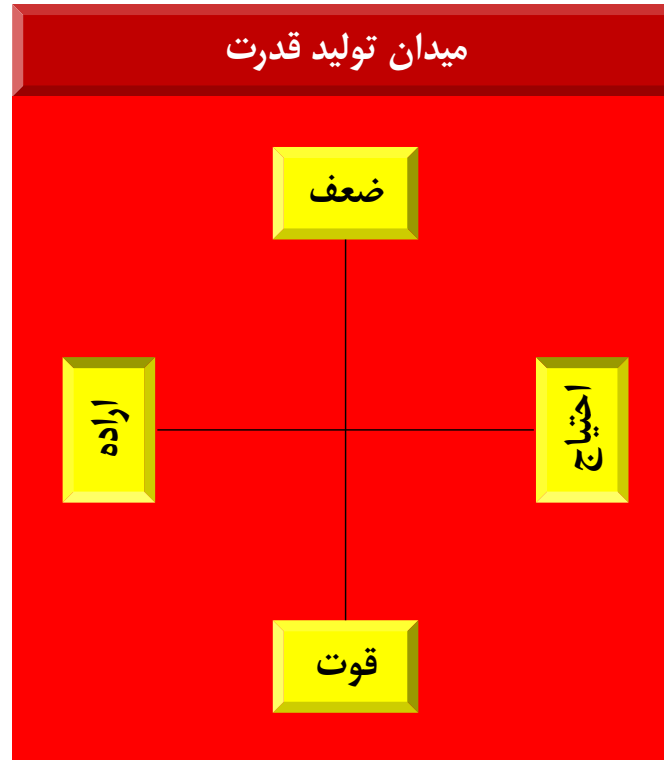 میدان تولید قدرت
ضعف
احتیاج
اراده
قوت